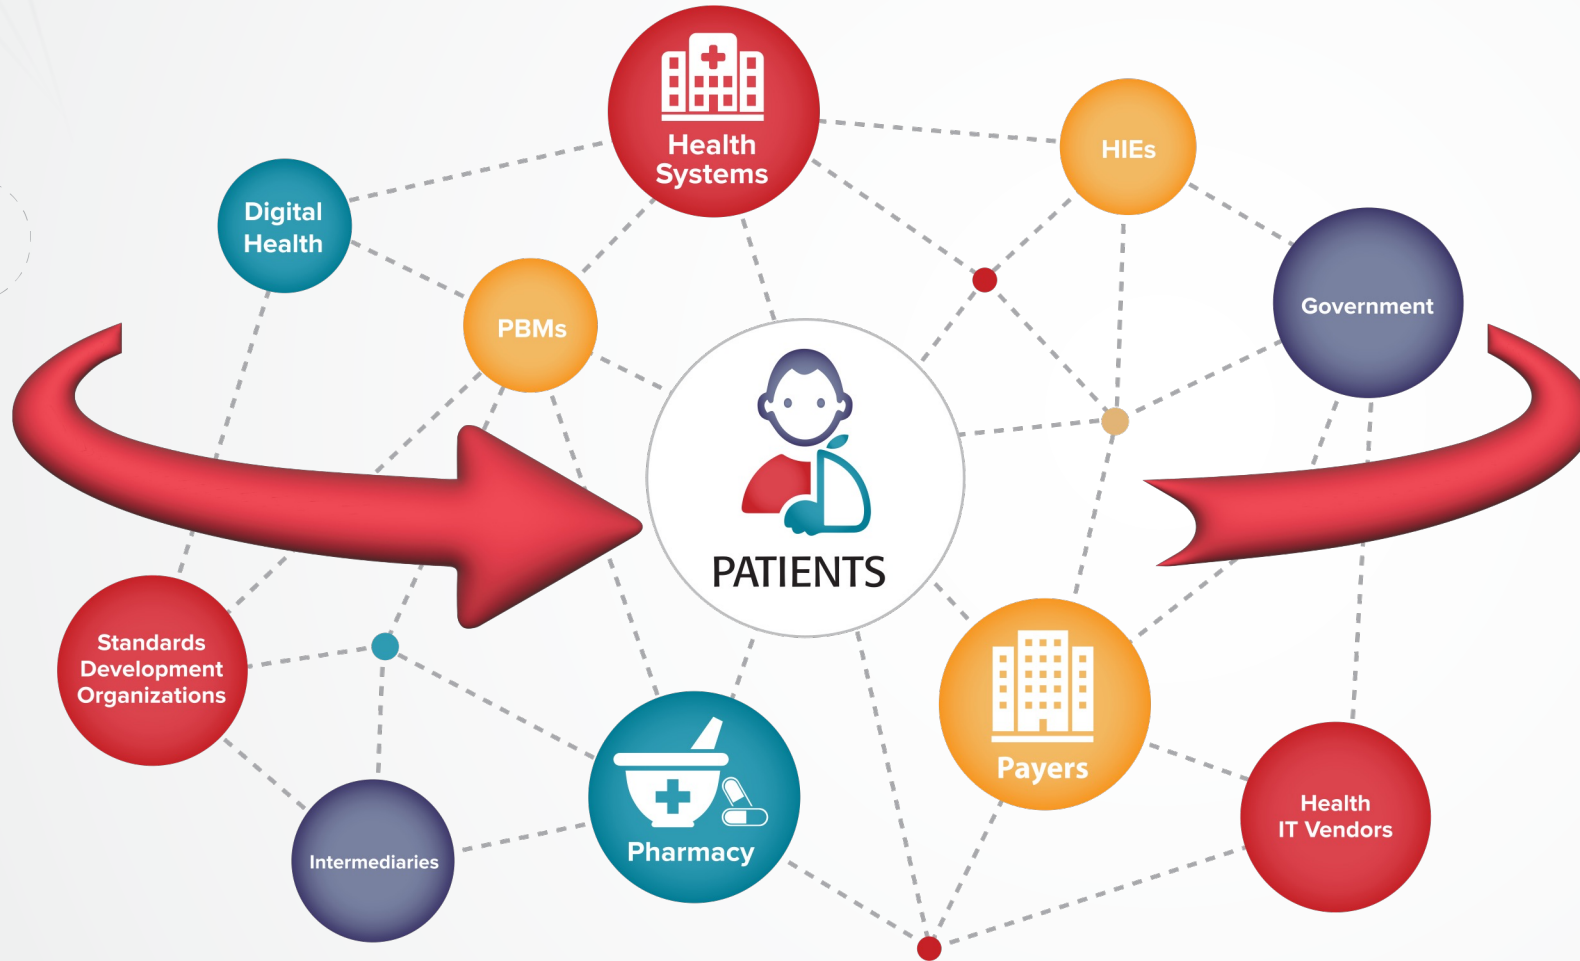 Health
Systems
HIEs
Digital
Health
PBMs
Government
PATIENTS
Standards
Development
Organizations
Payers
Health
IT Vendors
Pharmacy
Intermediaries